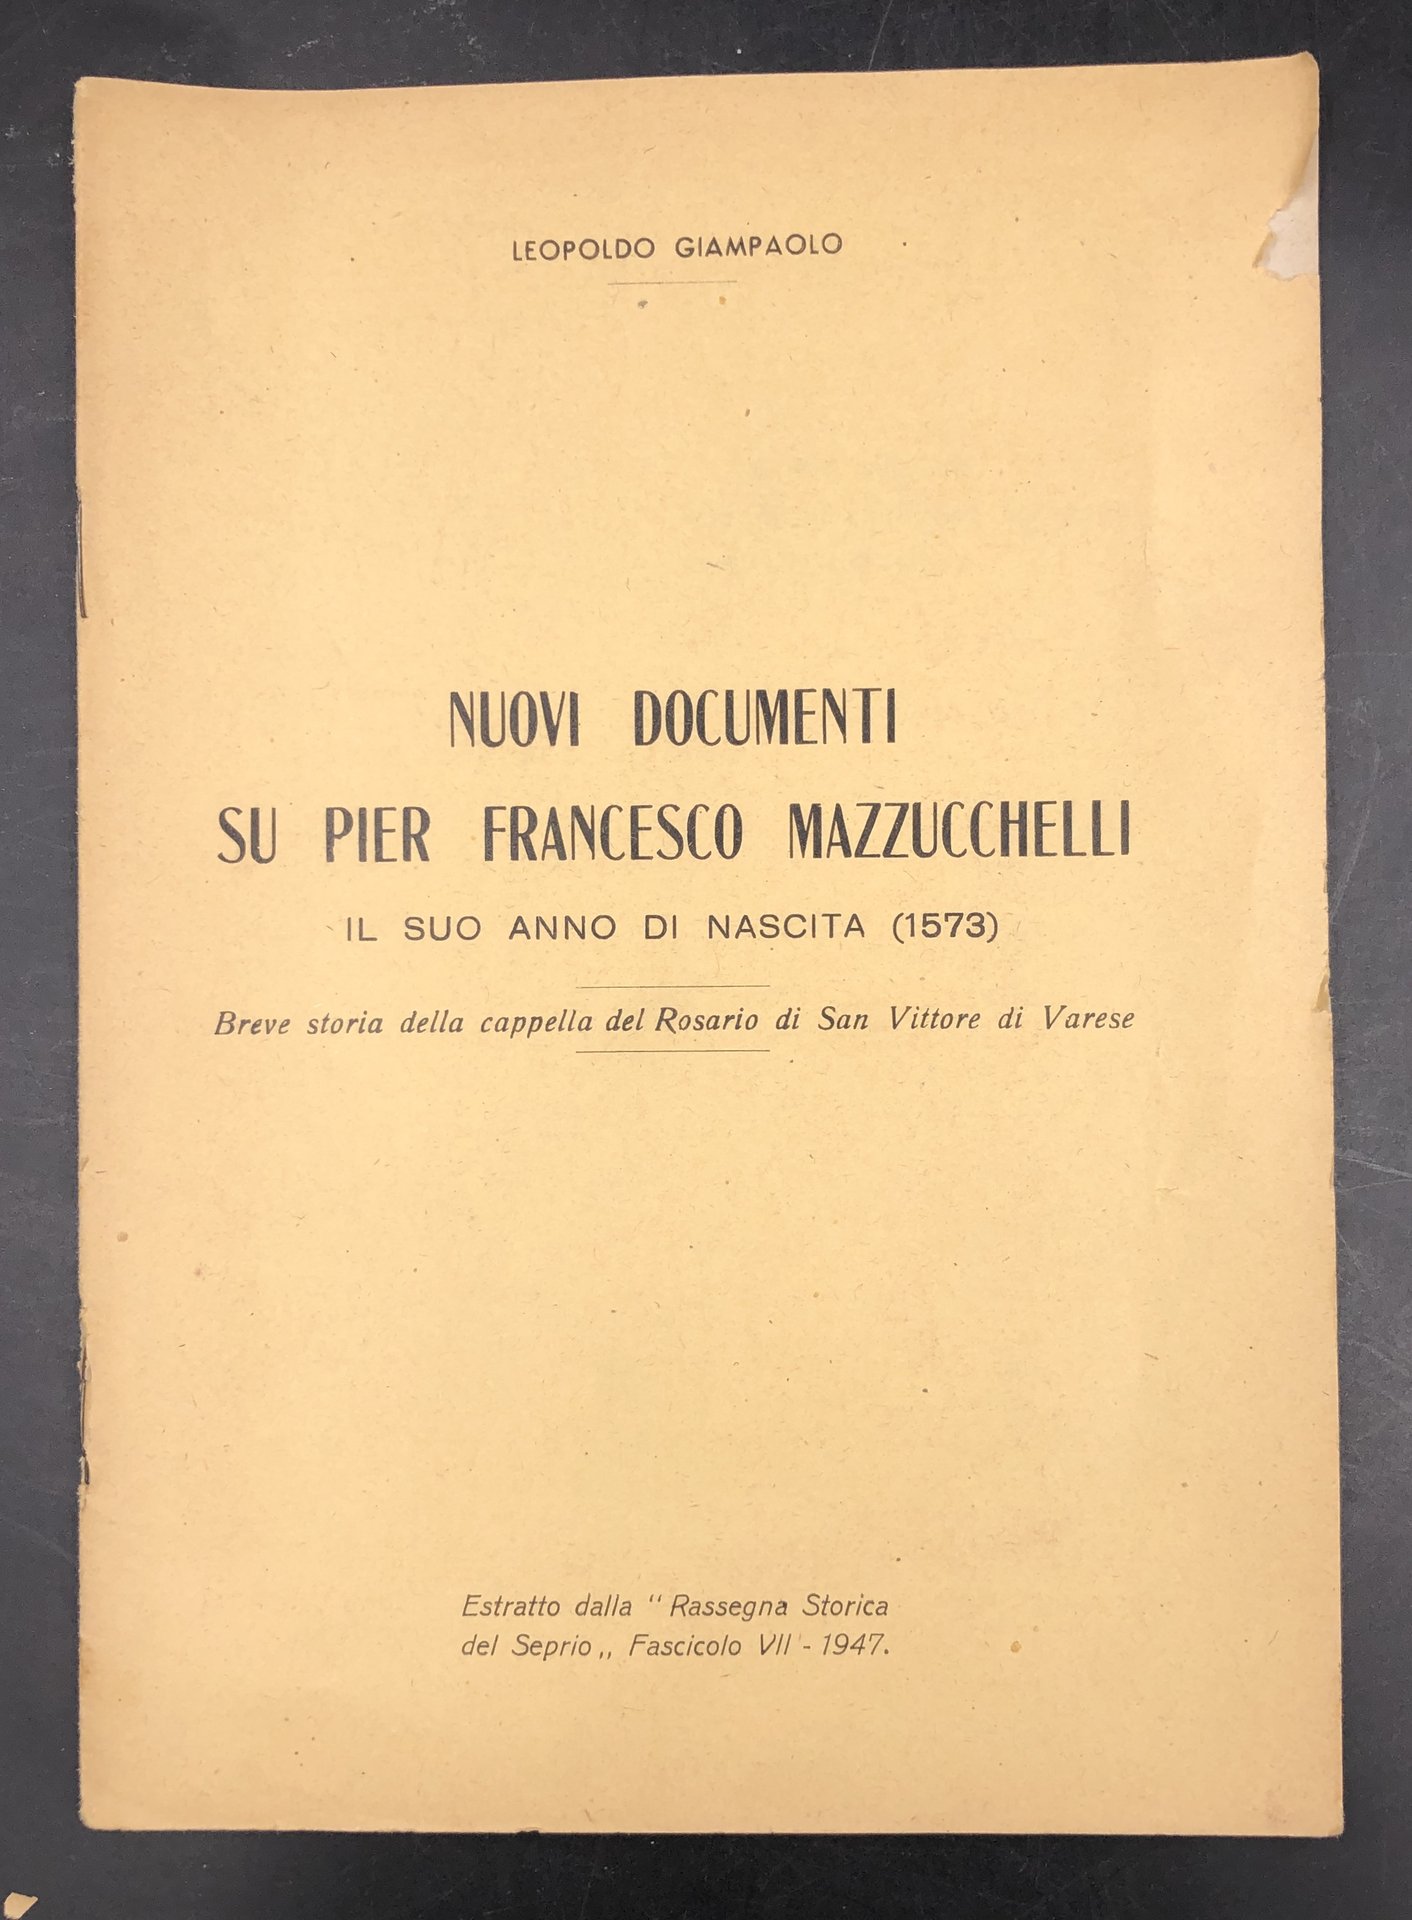 LEOPOLDO GIAMPAOLO
NUOVI DOCUMENTI
SU PIER FRANCESCO MAZZUCCHELLI
IL SUO ANNO DI NASCITA (1573)
Breve storia della cappella del Rosario di San Vittore di Varese
Estratto dalla "Rassegna Storica
del Seprio„ Fascicolo VII - 1947.